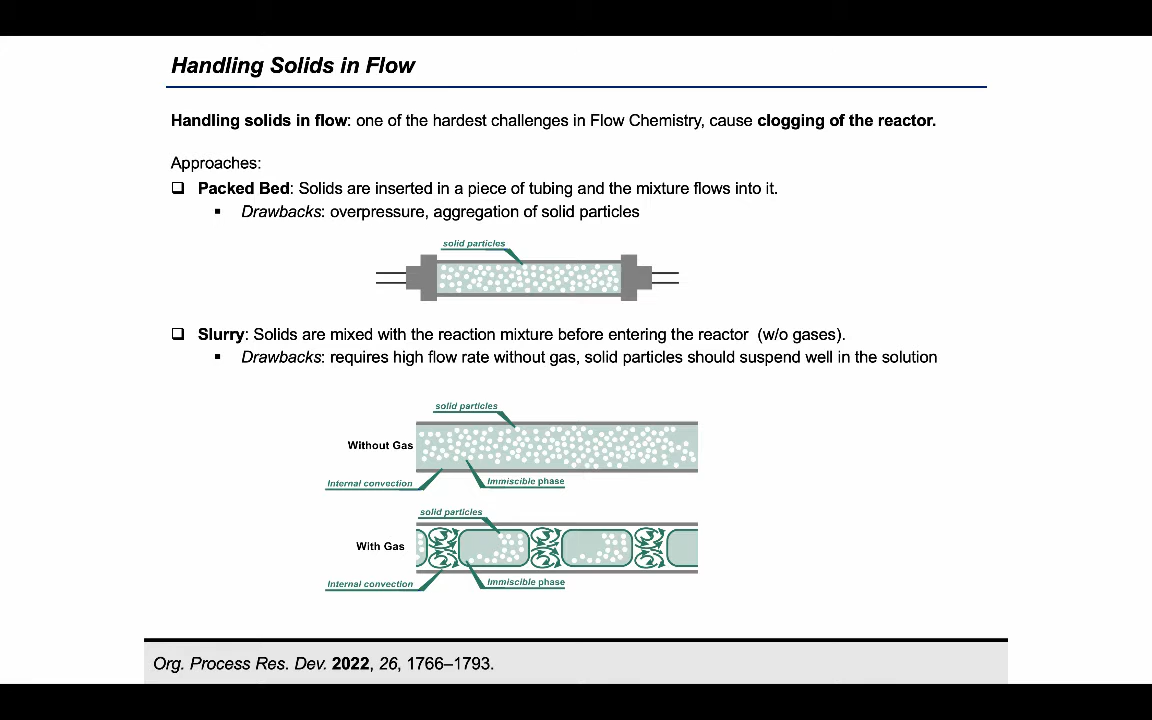 Handling Solids in Flow
Handling solids in flow: one of the hardest challenges in Flow Chemistry, cause clogging of the reactor.
Approaches:
❑ Packed Bed: Solids are inserted in a piece of tubing and the mixture flows into it.
▪ Drawbacks: overpressure, aggregation of solid particles
solid particles
❑ Slurry: Solids are mixed with the reaction mixture before entering the reactor (w/o gases).
▪ Drawbacks: requires high flow rate without gas, solid particles should suspend well in the solution
solid particles
Without Gas
Internal convection
Immiscible phase
solid particles
With Gas
Internal convection
Immiscible phase
Org. Process Res. Dev. 2022, 26, 1766–1793.